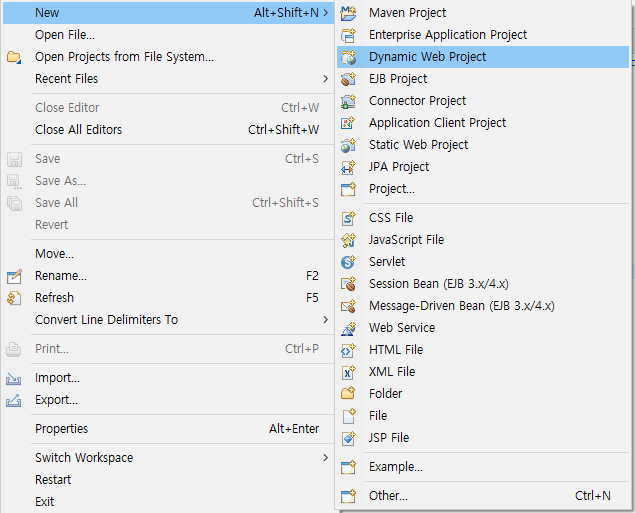 New Alt+Shift+N >
Open File...
Open Projects from File System...
Recent Files >
Close Editor Ctrl+W
Close All Editors Ctrl+Shift+W
Save Ctrl+S
Save As...
Save All Ctrl+Shift+S
Revert
Move...
Rename... F2
Refresh F5
Convert Line Delimiters To >
Print... Ctrl+P
Import...
Export...
Properties Alt+Enter
Switch Workspace >
Restart
Exit
Maven Project
Enterprise Application Project
Dynamic Web Project
EJB Project
Connector Project
Application Client Project
Static Web Project
JPA Project
Project...
CSS File
JavaScript File
Servlet
Session Bean (EJB 3.x/4.x)
Message-Driven Bean (EJB 3.x/4.x)
Web Service
HTML File
XML File
Folder
File
JSP File
Example...
Other... Ctrl+N